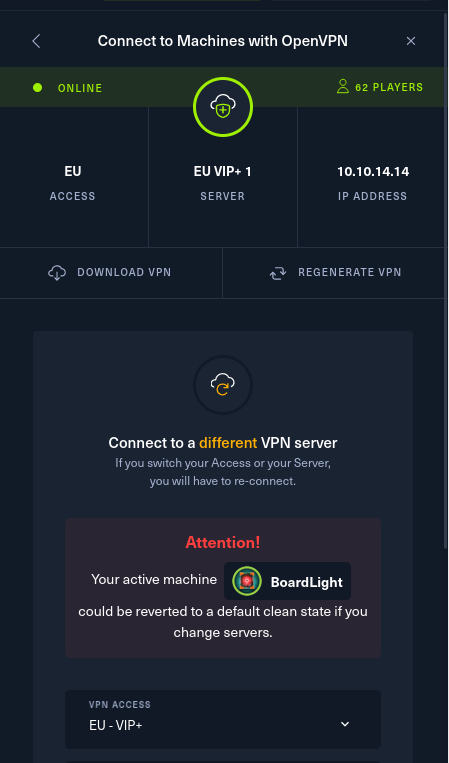 Connect to Machines with OpenVPN
ONLINE
62 PLAYERS
EU
ACCESS
EU VIP+ 1
SERVER
10.10.14.14
IP ADDRESS
DOWNLOAD VPN
REGENERATE VPN
Connect to a different VPN server
If you switch your Access or your Server,
you will have to re-connect.
Attention!
Your active machine BoardLight
could be reverted to a default clean state if you
change servers.
VPN ACCESS
EU - VIP+